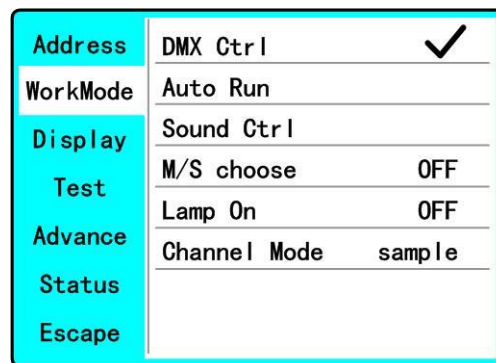 Address
WorkMode
Display
Test
Advance
Status
Escape
DMX Ctrl
Auto Run
Sound Ctrl
M/S choose OFF
Lamp On OFF
Channel Mode sample